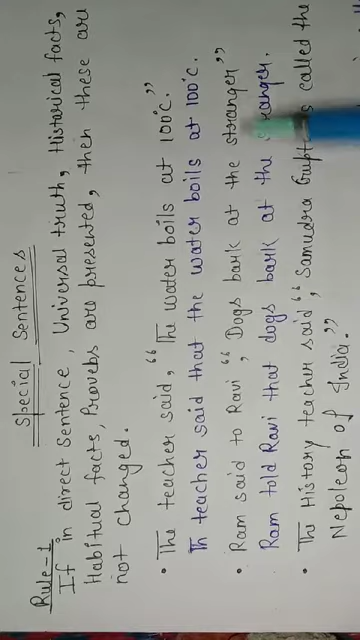 Special Sentences
Rule-1
If in direct sentence, Universal truth, Historical facts,
Habitual facts, Proverbs are presented, then these are
not changed.
• The teacher said, "The water boils at 100°C."
Th teacher said that the water boils at 100°C.
• Ram said to Ravi, "Dogs bark at the stranger"
Ram told Ravi that dogs bark at the stranger.
• The History teacher said, "Samudra Gupt is called the
Nepoleon of India."